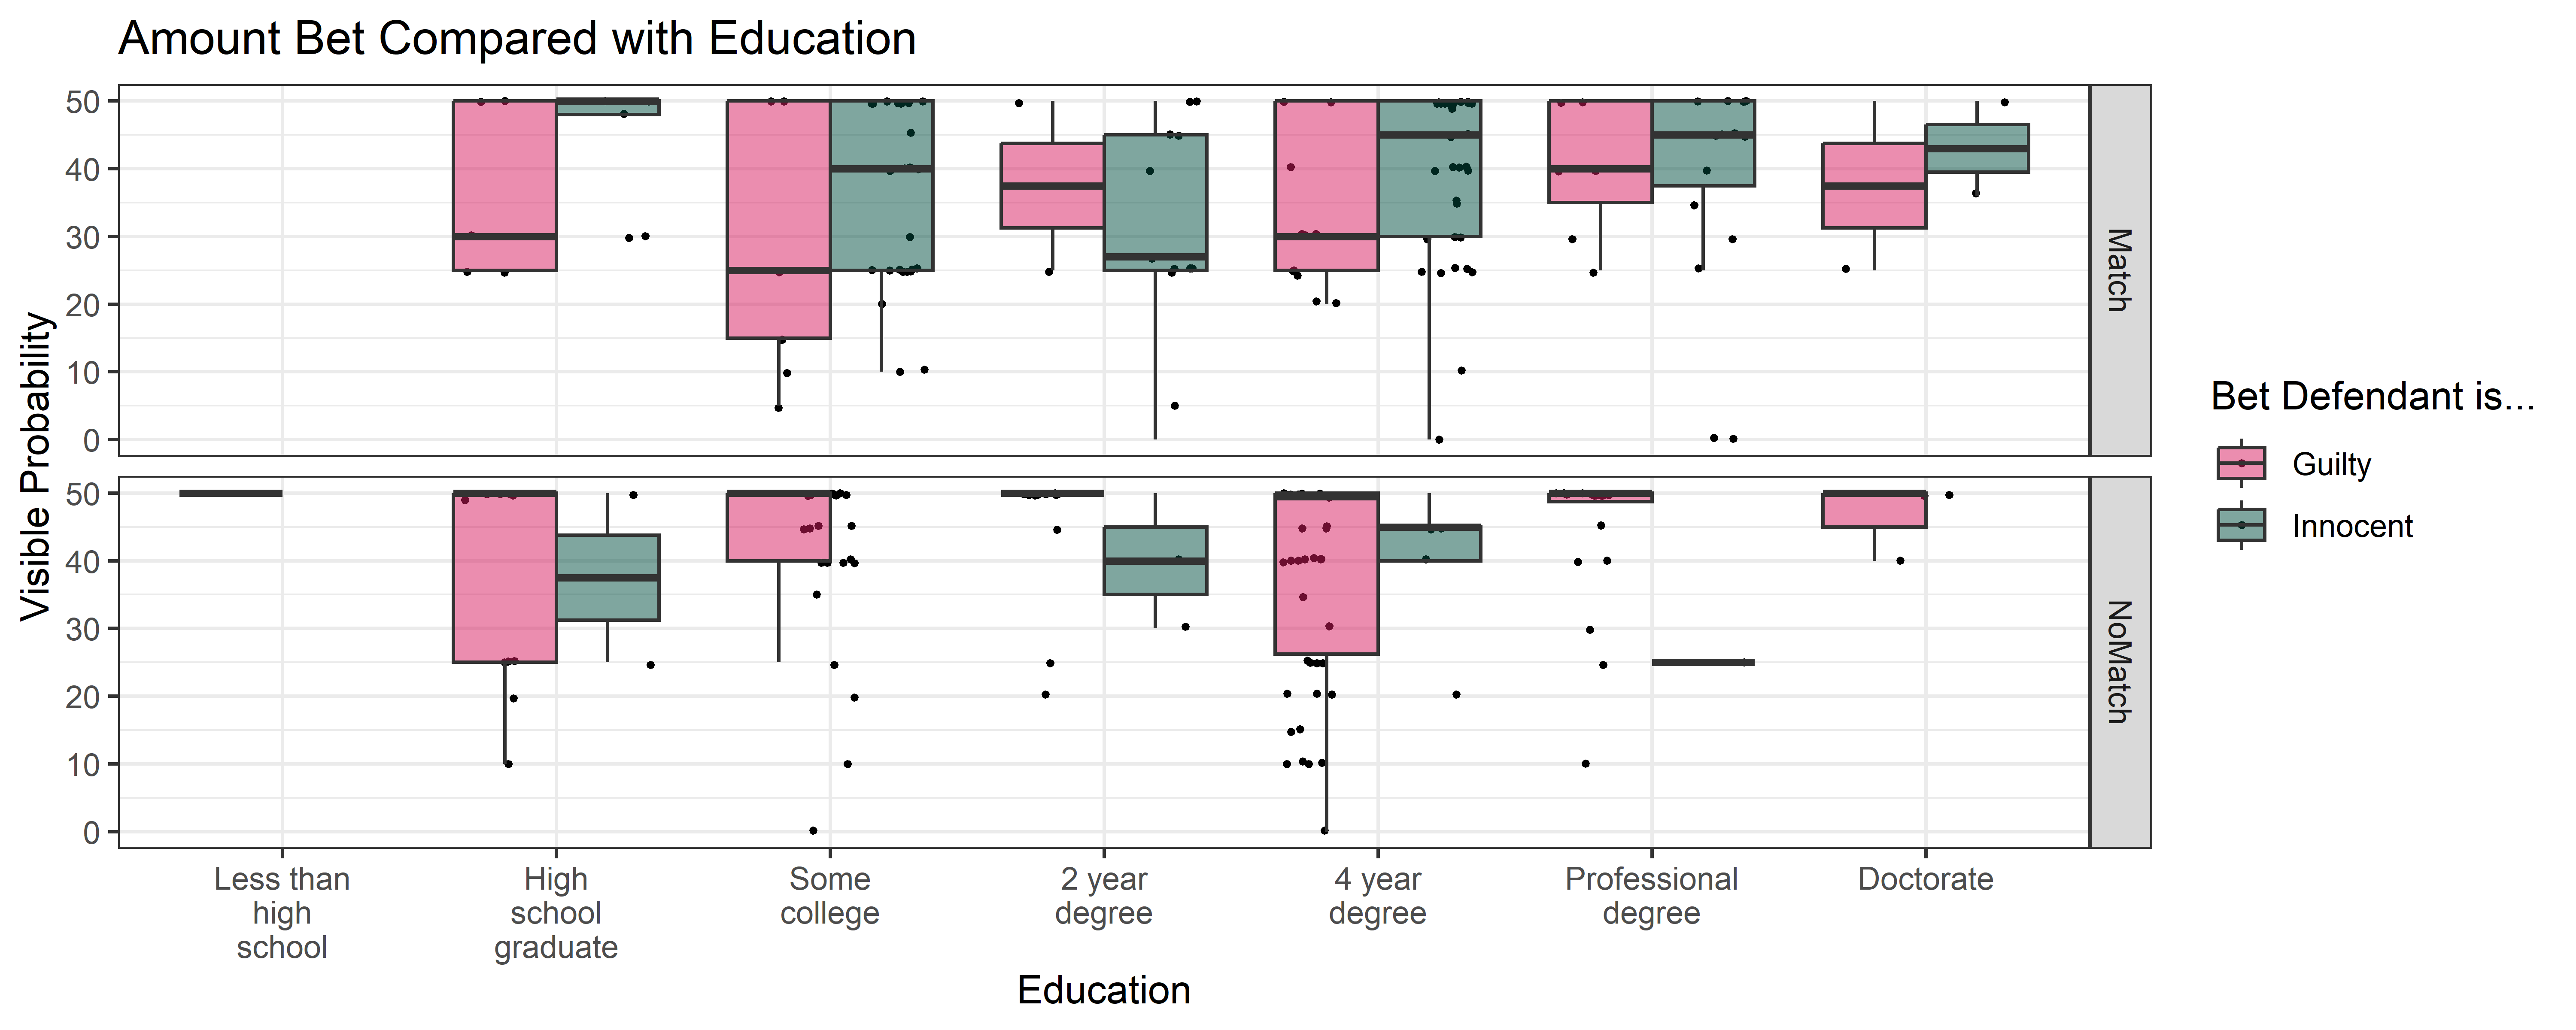 Amount Bet Compared with Education
Visible Probability
50
40
30
20
10
0
Match
50
40
30
20
10
0
NoMatch
Less than
high
school
High
school
graduate
Some
college
2 year
degree
4 year
degree
Professional
degree
Doctorate
Education
Bet Defendant is...
Guilty
Innocent